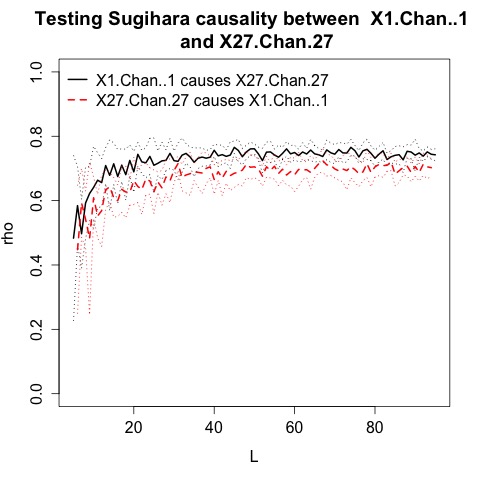 Testing Sugihara causality between  X1.Chan..1
and X27.Chan.27
X1.Chan..1 causes X27.Chan.27
X27.Chan.27 causes X1.Chan..1
1.0
0.8
0.6
0.4
0.2
0.0
rho
20 40 60 80
L